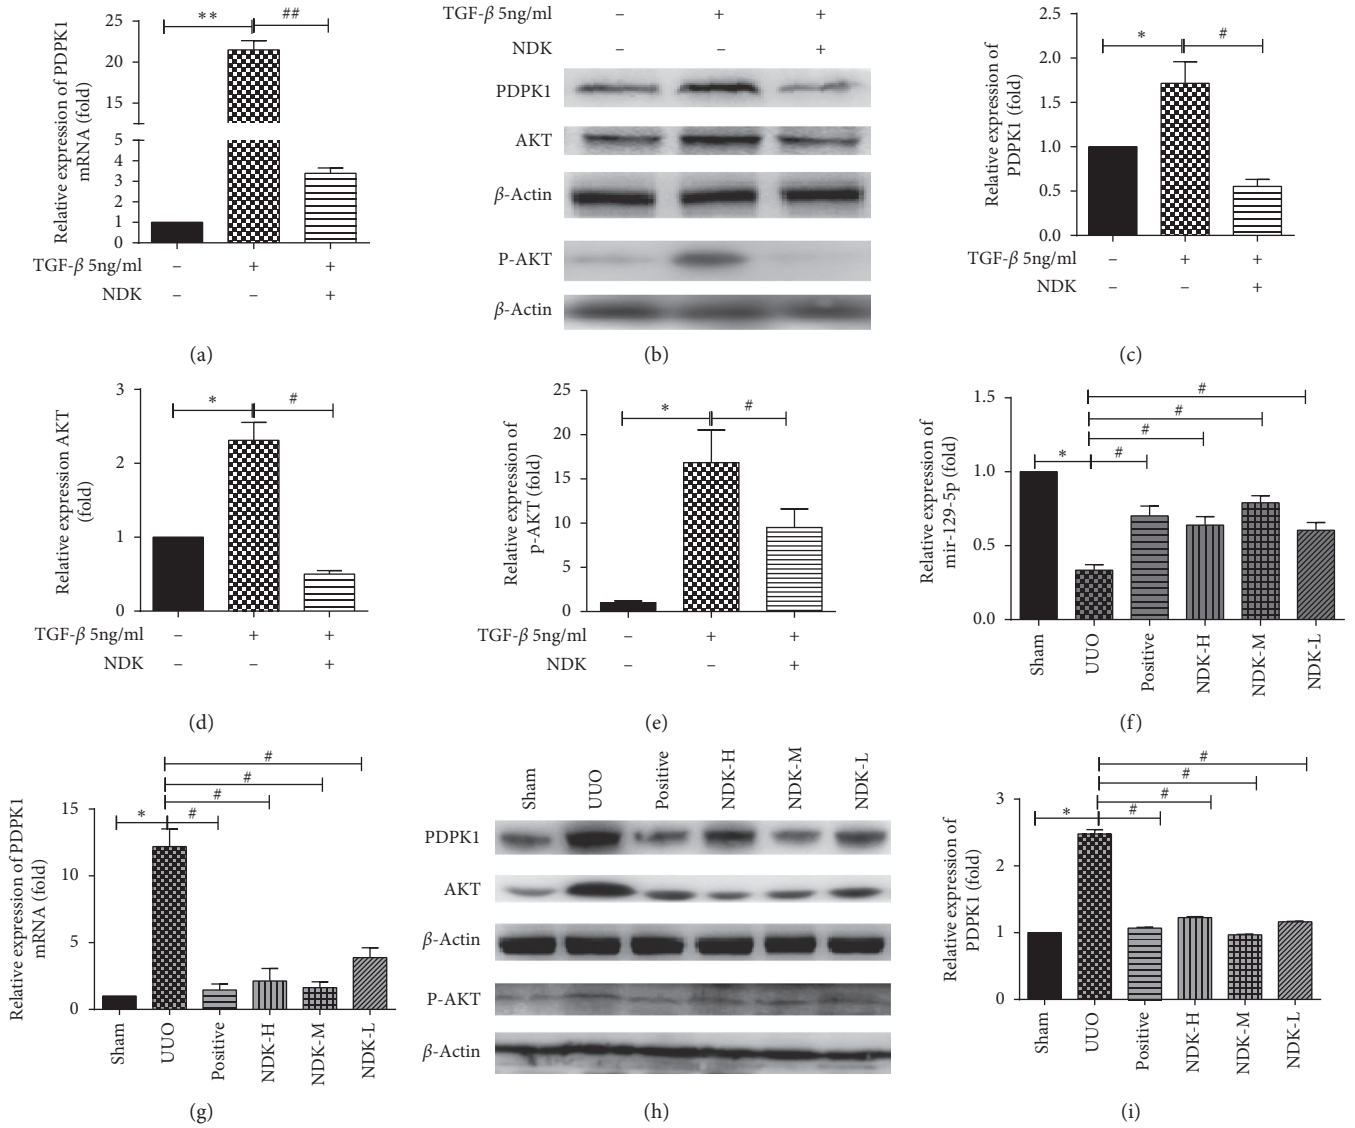 Relative expression of PDPK1
mRNA (fold)
25
20
15
5
4
3
2
1
0
**
##
TGF-β 5ng/ml – + +
NDK – – +
(a)
TGF-β 5ng/ml – + +
NDK – – +
PDPK1
AKT
β-Actin
P-AKT
β-Actin
(b)
Relative expression of
PDPK1 (fold)
2.5
2.0
1.5
1.0
0.5
0.0
*
#
TGF-β 5ng/ml – + +
NDK – – +
(c)
Relative expression AKT
(fold)
3
2
1
0
*
#
TGF-β 5ng/ml – + +
NDK – – +
(d)
Relative expression of
p-AKT (fold)
25
20
15
10
5
0
*
#
TGF-β 5ng/ml – + +
NDK – – +
(e)
Relative expression of
mir-129-5p (fold)
1.5
1.0
0.5
0.0
#
#
#
*
#
Sham
UUO
Positive
NDK-H
NDK-M
NDK-L
(f)
Relative expression of PDPK1
mRNA (fold)
15
10
5
0
#
#
#
*
#
Sham
UUO
Positive
NDK-H
NDK-M
NDK-L
(g)
Sham
UUO
Positive
NDK-H
NDK-M
NDK-L
PDPK1
AKT
β-Actin
P-AKT
β-Actin
(h)
Relative expression of
PDPK1 (fold)
3
2
1
0
#
#
#
*
#
Sham
UUO
Positive
NDK-H
NDK-M
NDK-L
(i)